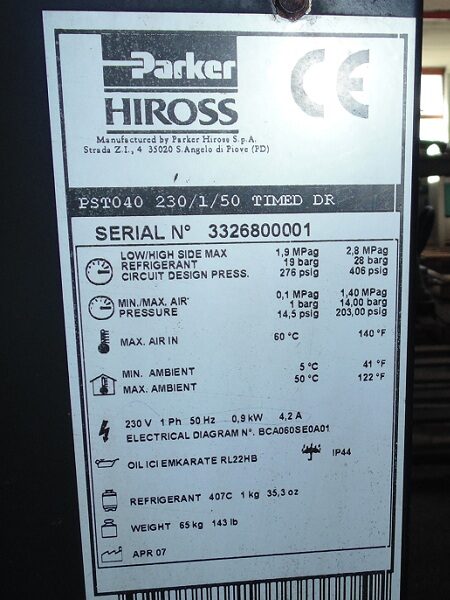 Parker
HIROSS
CE
Manufactured by Parker Hiross S.p.A.
Strada Z.I., 4 35020 S.Angelo di Piove (PD)
PST040 230/1/50 TIMED DR
SERIAL N° 3326800001
LOW/HIGH SIDE MAX 1,9 MPag 2,8 MPag
REFRIGERANT 19 barg 28 barg
CIRCUIT DESIGN PRESS. 276 psig 406 psig
MIN./MAX. AIR 0,1 MPag 1,40 MPag
PRESSURE 1 barg 14,00 barg
14,5 psig 203,00 psig
MAX. AIR IN 60 °C 140 °F
MIN. AMBIENT 5 °C 41 °F
MAX. AMBIENT 50 °C 122 °F
230 V 1 Ph 50 Hz 0,9 kW 4,2 A
ELECTRICAL DIAGRAM N°. BCA060SE0A01
OIL ICI EMKARATE RL22HB IP44
REFRIGERANT 407C 1 kg 35,3 oz
WEIGHT 65 kg 143 lb
APR 07